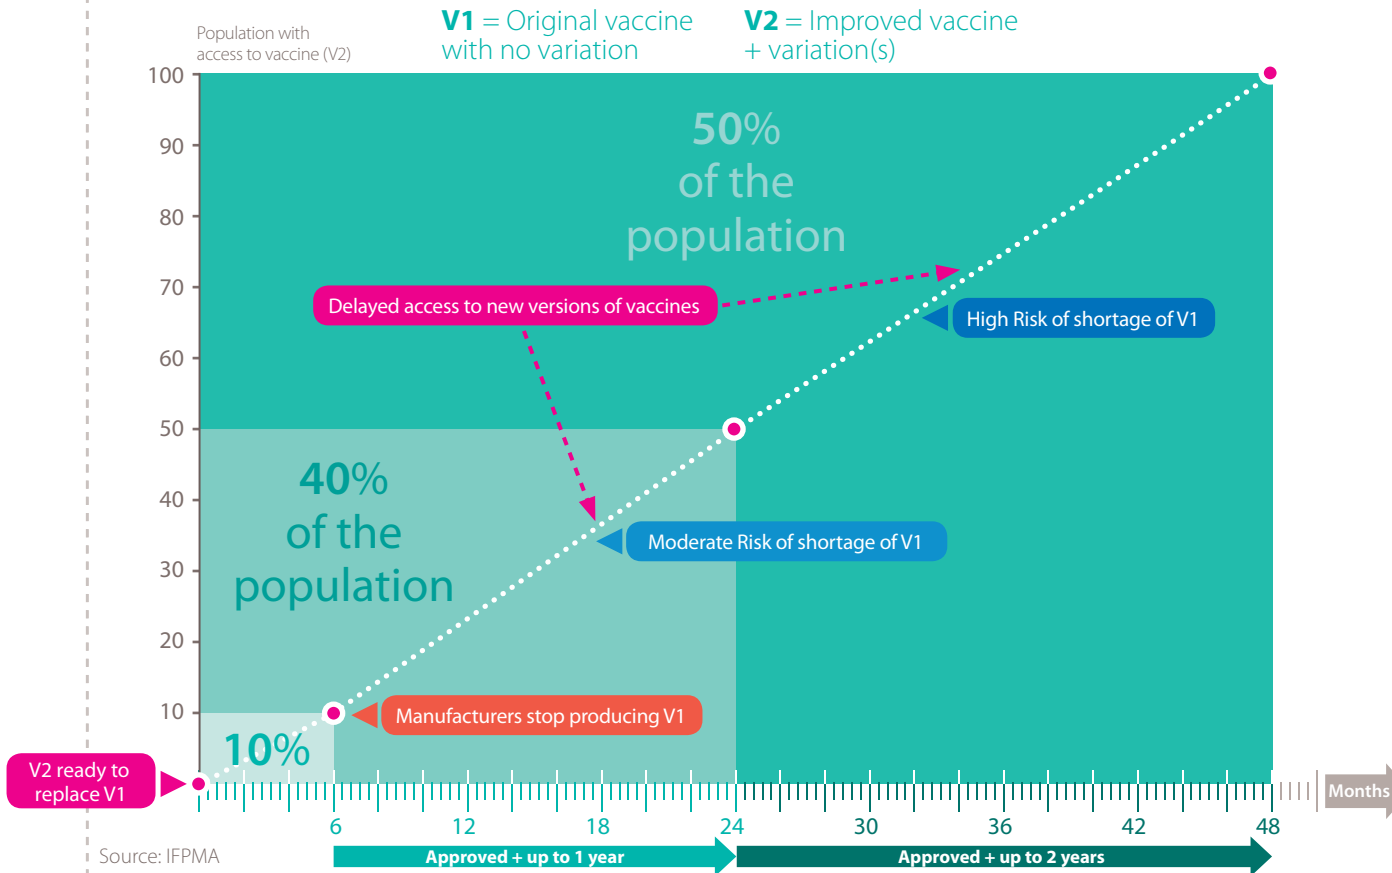 Population with
access to vaccine (V2)
V1 = Original vaccine
with no variation
V2 = Improved vaccine
+ variation(s)
100
90
80
70
60
50
40
30
20
10
50%
of the
population
Delayed access to new versions of vaccines
High Risk of shortage of V1
40%
of the
population
Moderate Risk of shortage of V1
Manufacturers stop producing V1
10%
V2 ready to
replace V1
Months
6 12 18 24 30 36 42 48
Source: IFPMA
Approved + up to 1 year
Approved + up to 2 years